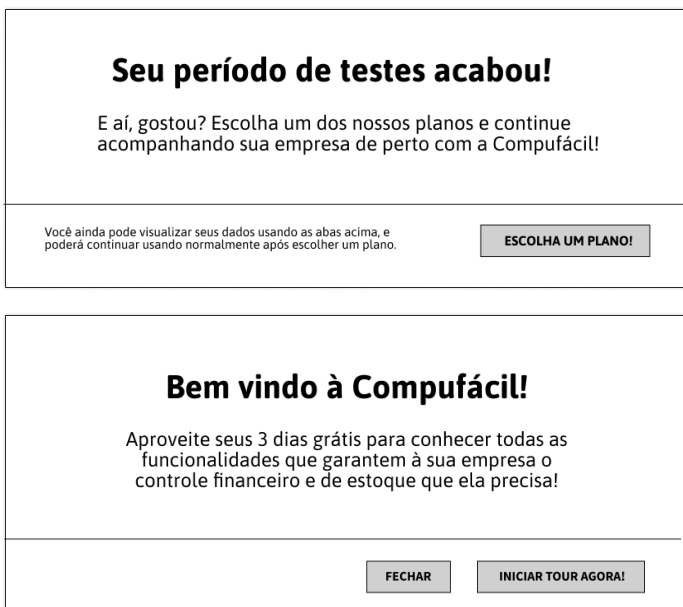 Seu período de testes acabou!
E aí, gostou? Escolha um dos nossos planos e continue
acompanhando sua empresa de perto com a Compufácil!
Você ainda pode visualizar seus dados usando as abas acima, e
poderá continuar usando normalmente após escolher um plano.
ESCOLHA UM PLANO!
Bem vindo à Compufácil!
Aproveite seus 3 dias grátis para conhecer todas as
funcionalidades que garantem à sua empresa o
controle financeiro e de estoque que ela precisa!
FECHAR
INICIAR TOUR AGORA!